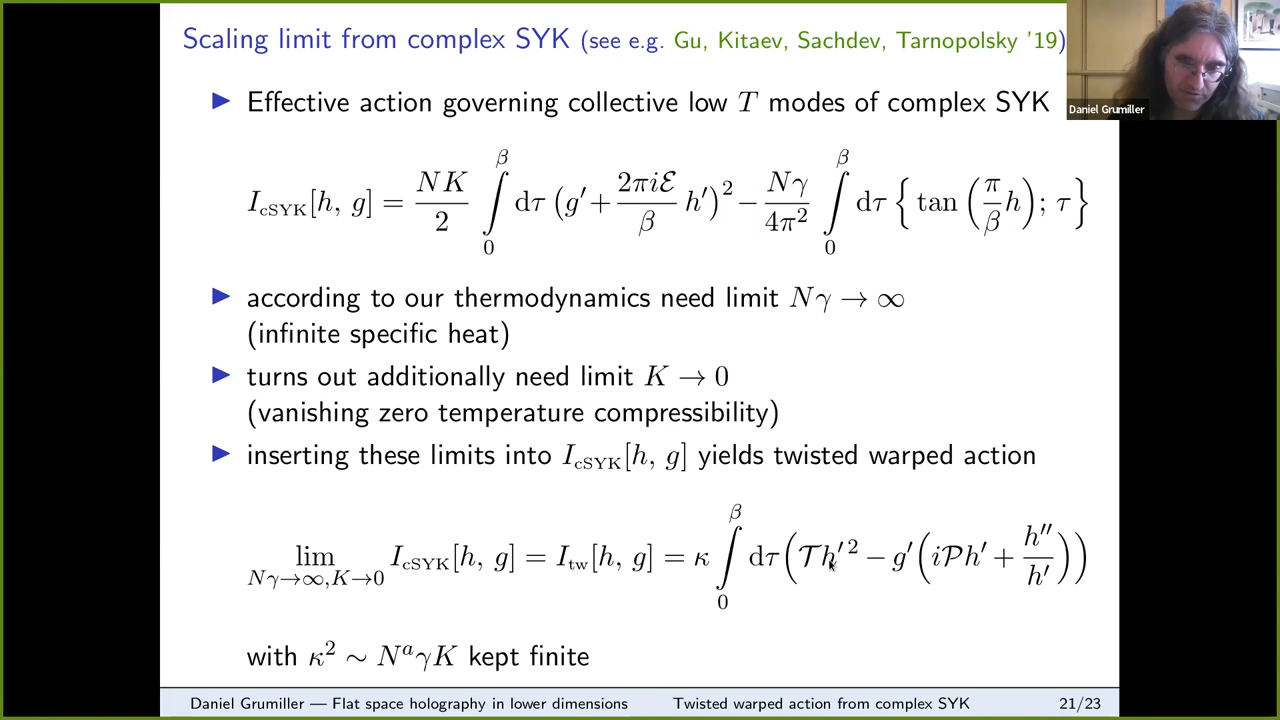 Scaling limit from complex SYK (see e.g. Gu, Kitaev, Sachdev, Tarnopolsky '19)
Daniel Grumiller
▶ Effective action governing collective low T modes of complex SYK
I_cSYK[h, g] = NK/2 ∫_0^β dτ (g′ + 2πiℰ/β h′)² − Nγ/4π² ∫_0^β dτ { tan (π/β h); τ }
▶ according to our thermodynamics need limit Nγ → ∞
(infinite specific heat)
▶ turns out additionally need limit K → 0
(vanishing zero temperature compressibility)
▶ inserting these limits into I_cSYK[h, g] yields twisted warped action
lim_{Nγ→∞,K→0} I_cSYK[h, g] = I_tw[h, g] = κ ∫_0^β dτ (𝒯h′² − g′(i𝒫h′ + h″/h′))
with κ² ∼ NᵃγK kept finite
Daniel Grumiller — Flat space holography in lower dimensions Twisted warped action from complex SYK 21/23